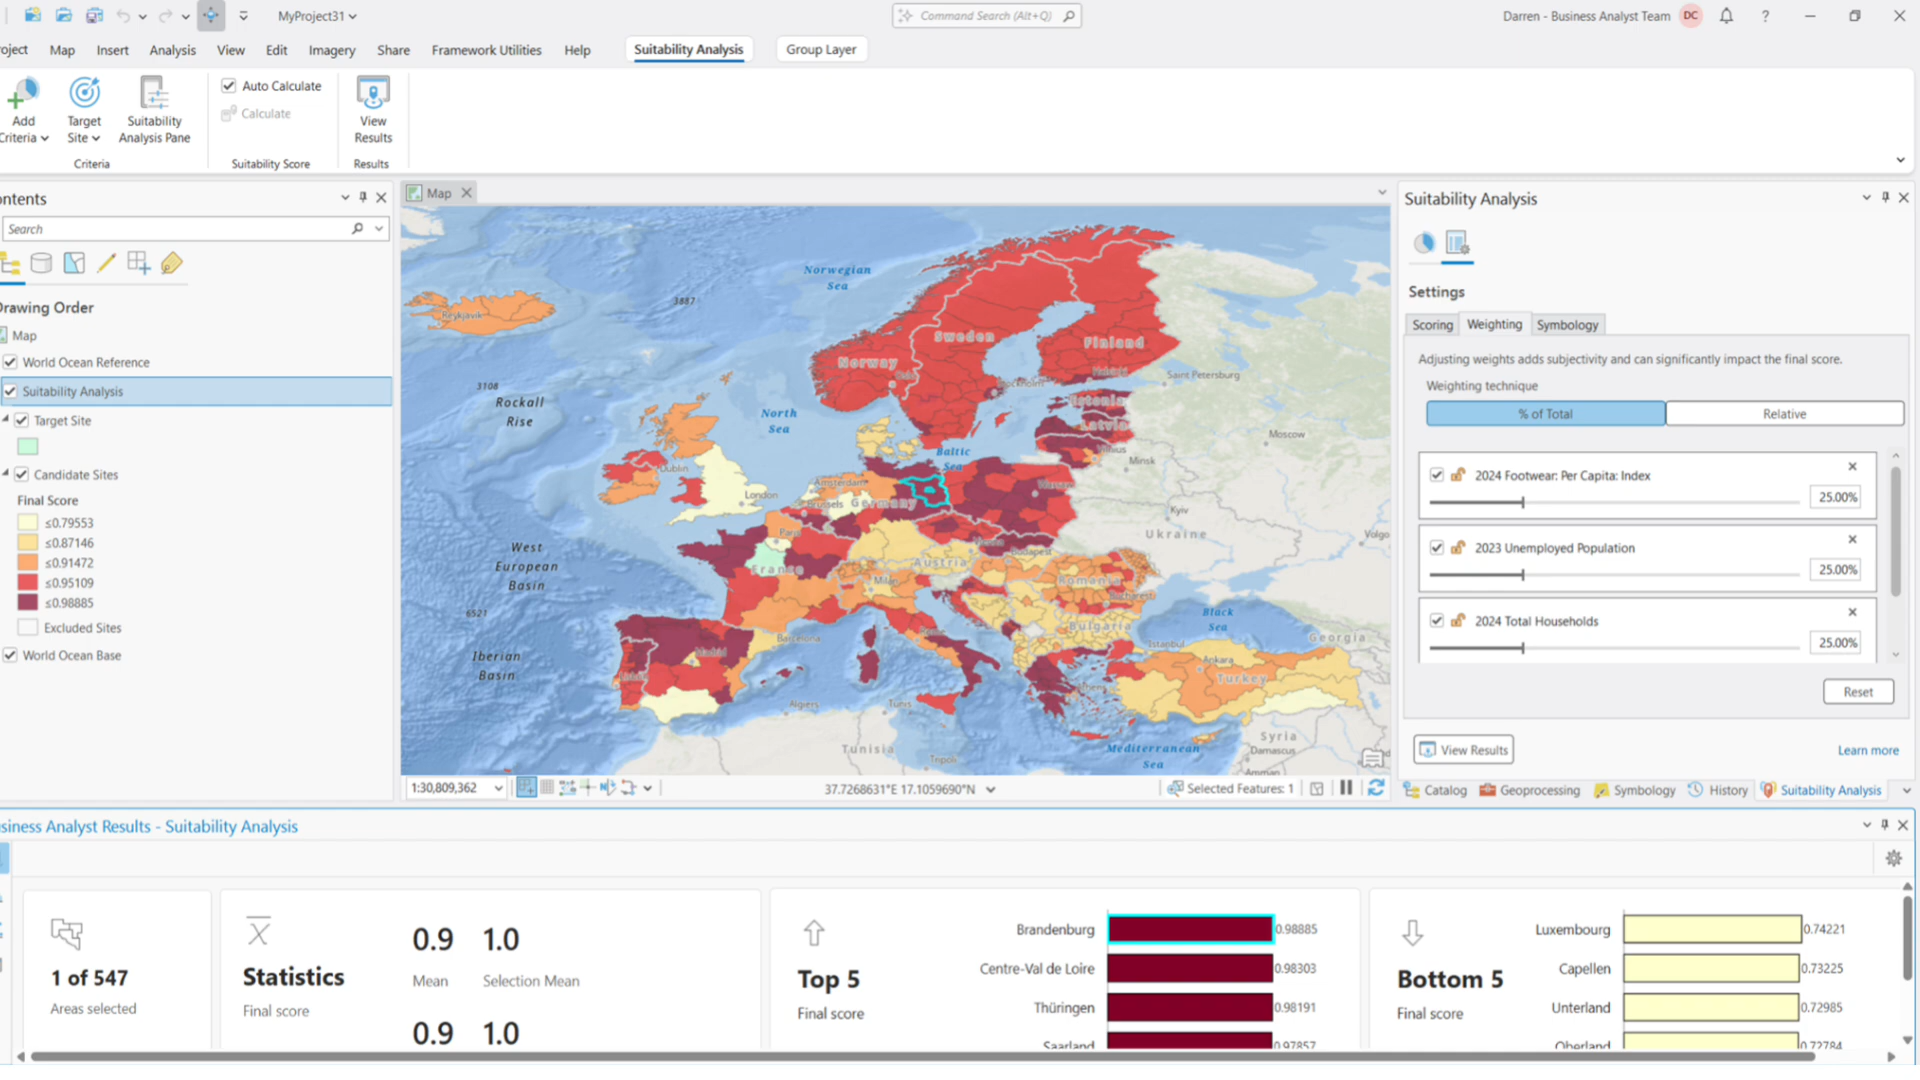 MyProject31
Command Search (Alt+Q)
Darren - Business Analyst Team
DC
?
oject
Map
Insert
Analysis
View
Edit
Imagery
Share
Framework Utilities
Help
Suitability Analysis
Group Layer
Add
Criteria
Target
Site
Suitability
Analysis Pane
Criteria
Auto Calculate
Calculate
Suitability Score
View
Results
Results
ontents
Search
Drawing Order
Map
World Ocean Reference
Suitability Analysis
Target Site
Candidate Sites
Final Score
≤0.79553
≤0.87146
≤0.91472
≤0.95109
≤0.98885
Excluded Sites
World Ocean Base
Map
Norwegian
Sea
3887
Reykjavik
Sweden
Finland
Norway
Saint Petersburg
Stockholm
3108
Rockall
Rise
North
Sea
Estonia
Latvia
Moscow
Baltic
Sea
Vilnius
Minsk
Dublin
Amsterdam
London
Brussels
Germany
Warsaw
Kyiv
Ukraine
Volgo
Paris
West
European
Basin
France
Austria
Budapest
Milan
Romania
Bucharest
6521
Black
Sea
Bulgaria
Georgia
Barcelona
Istanbul
Iberian
Basin
Madrid
Ankara
Turkey
Algiers
Tunis
Athens
Tunisia
Tripoli
Mediterranean
Sea
Syria
Damascus
Amman
1:30,809,362
37.7268631°E 17.1059690°N
Selected Features: 1
Suitability Analysis
Settings
Scoring
Weighting
Symbology
Adjusting weights adds subjectivity and can significantly impact the final score.
Weighting technique
% of Total
Relative
2024 Footwear: Per Capita: Index
25.00%
2023 Unemployed Population
25.00%
2024 Total Households
25.00%
Reset
View Results
Learn more
Catalog
Geoprocessing
Symbology
History
Suitability Analysis
siness Analyst Results - Suitability Analysis
1 of 547
Areas selected
Statistics
Final score
0.9 1.0
Mean Selection Mean
0.9 1.0
Top 5
Final score
Brandenburg 0.98885
Centre-Val de Loire 0.98303
Thüringen 0.98191
Saarland 0.97857
Bottom 5
Final score
Luxembourg 0.74221
Capellen 0.73225
Unterland 0.72985
Oberland 0.72784